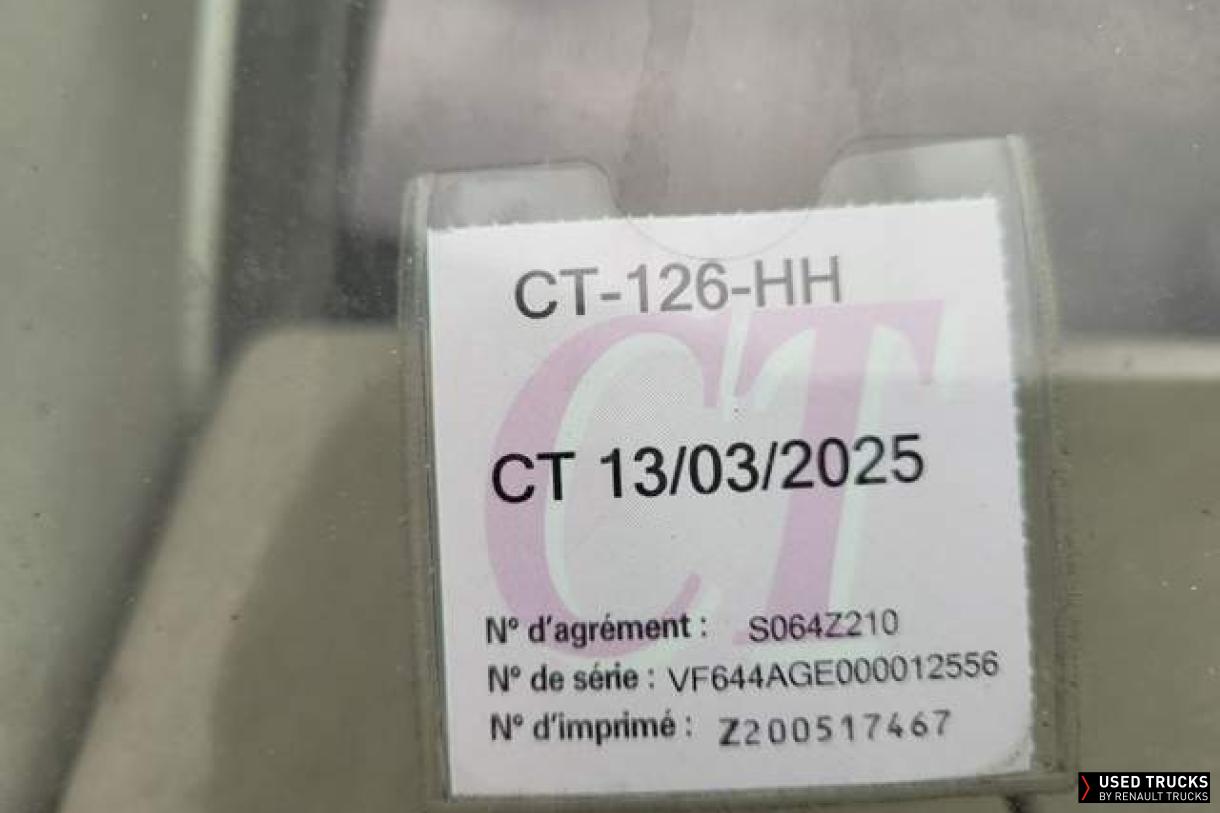 CT-126-HH
CT
CT 13/03/2025
N° d'agrément : S064Z210
N° de série : VF644AGE000012556
N° d'imprimé : Z200517467
USED TRUCKS
BY RENAULT TRUCKS